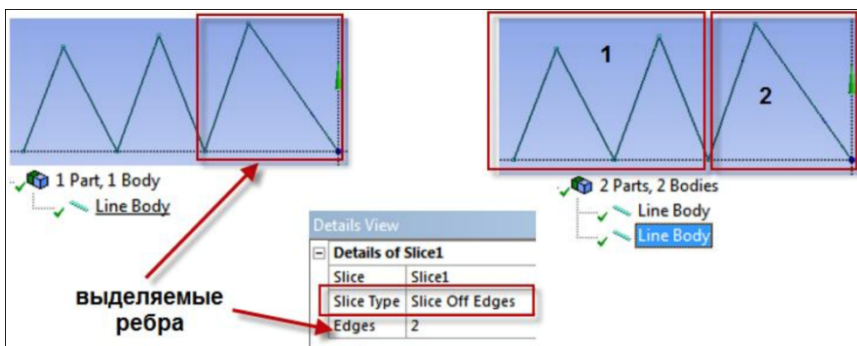 1 Part, 1 Body
Line Body
выделяемые
ребра
Details View
Details of Slice1
Slice Slice1
Slice Type Slice Off Edges
Edges 2
1
2
2 Parts, 2 Bodies
Line Body
Line Body